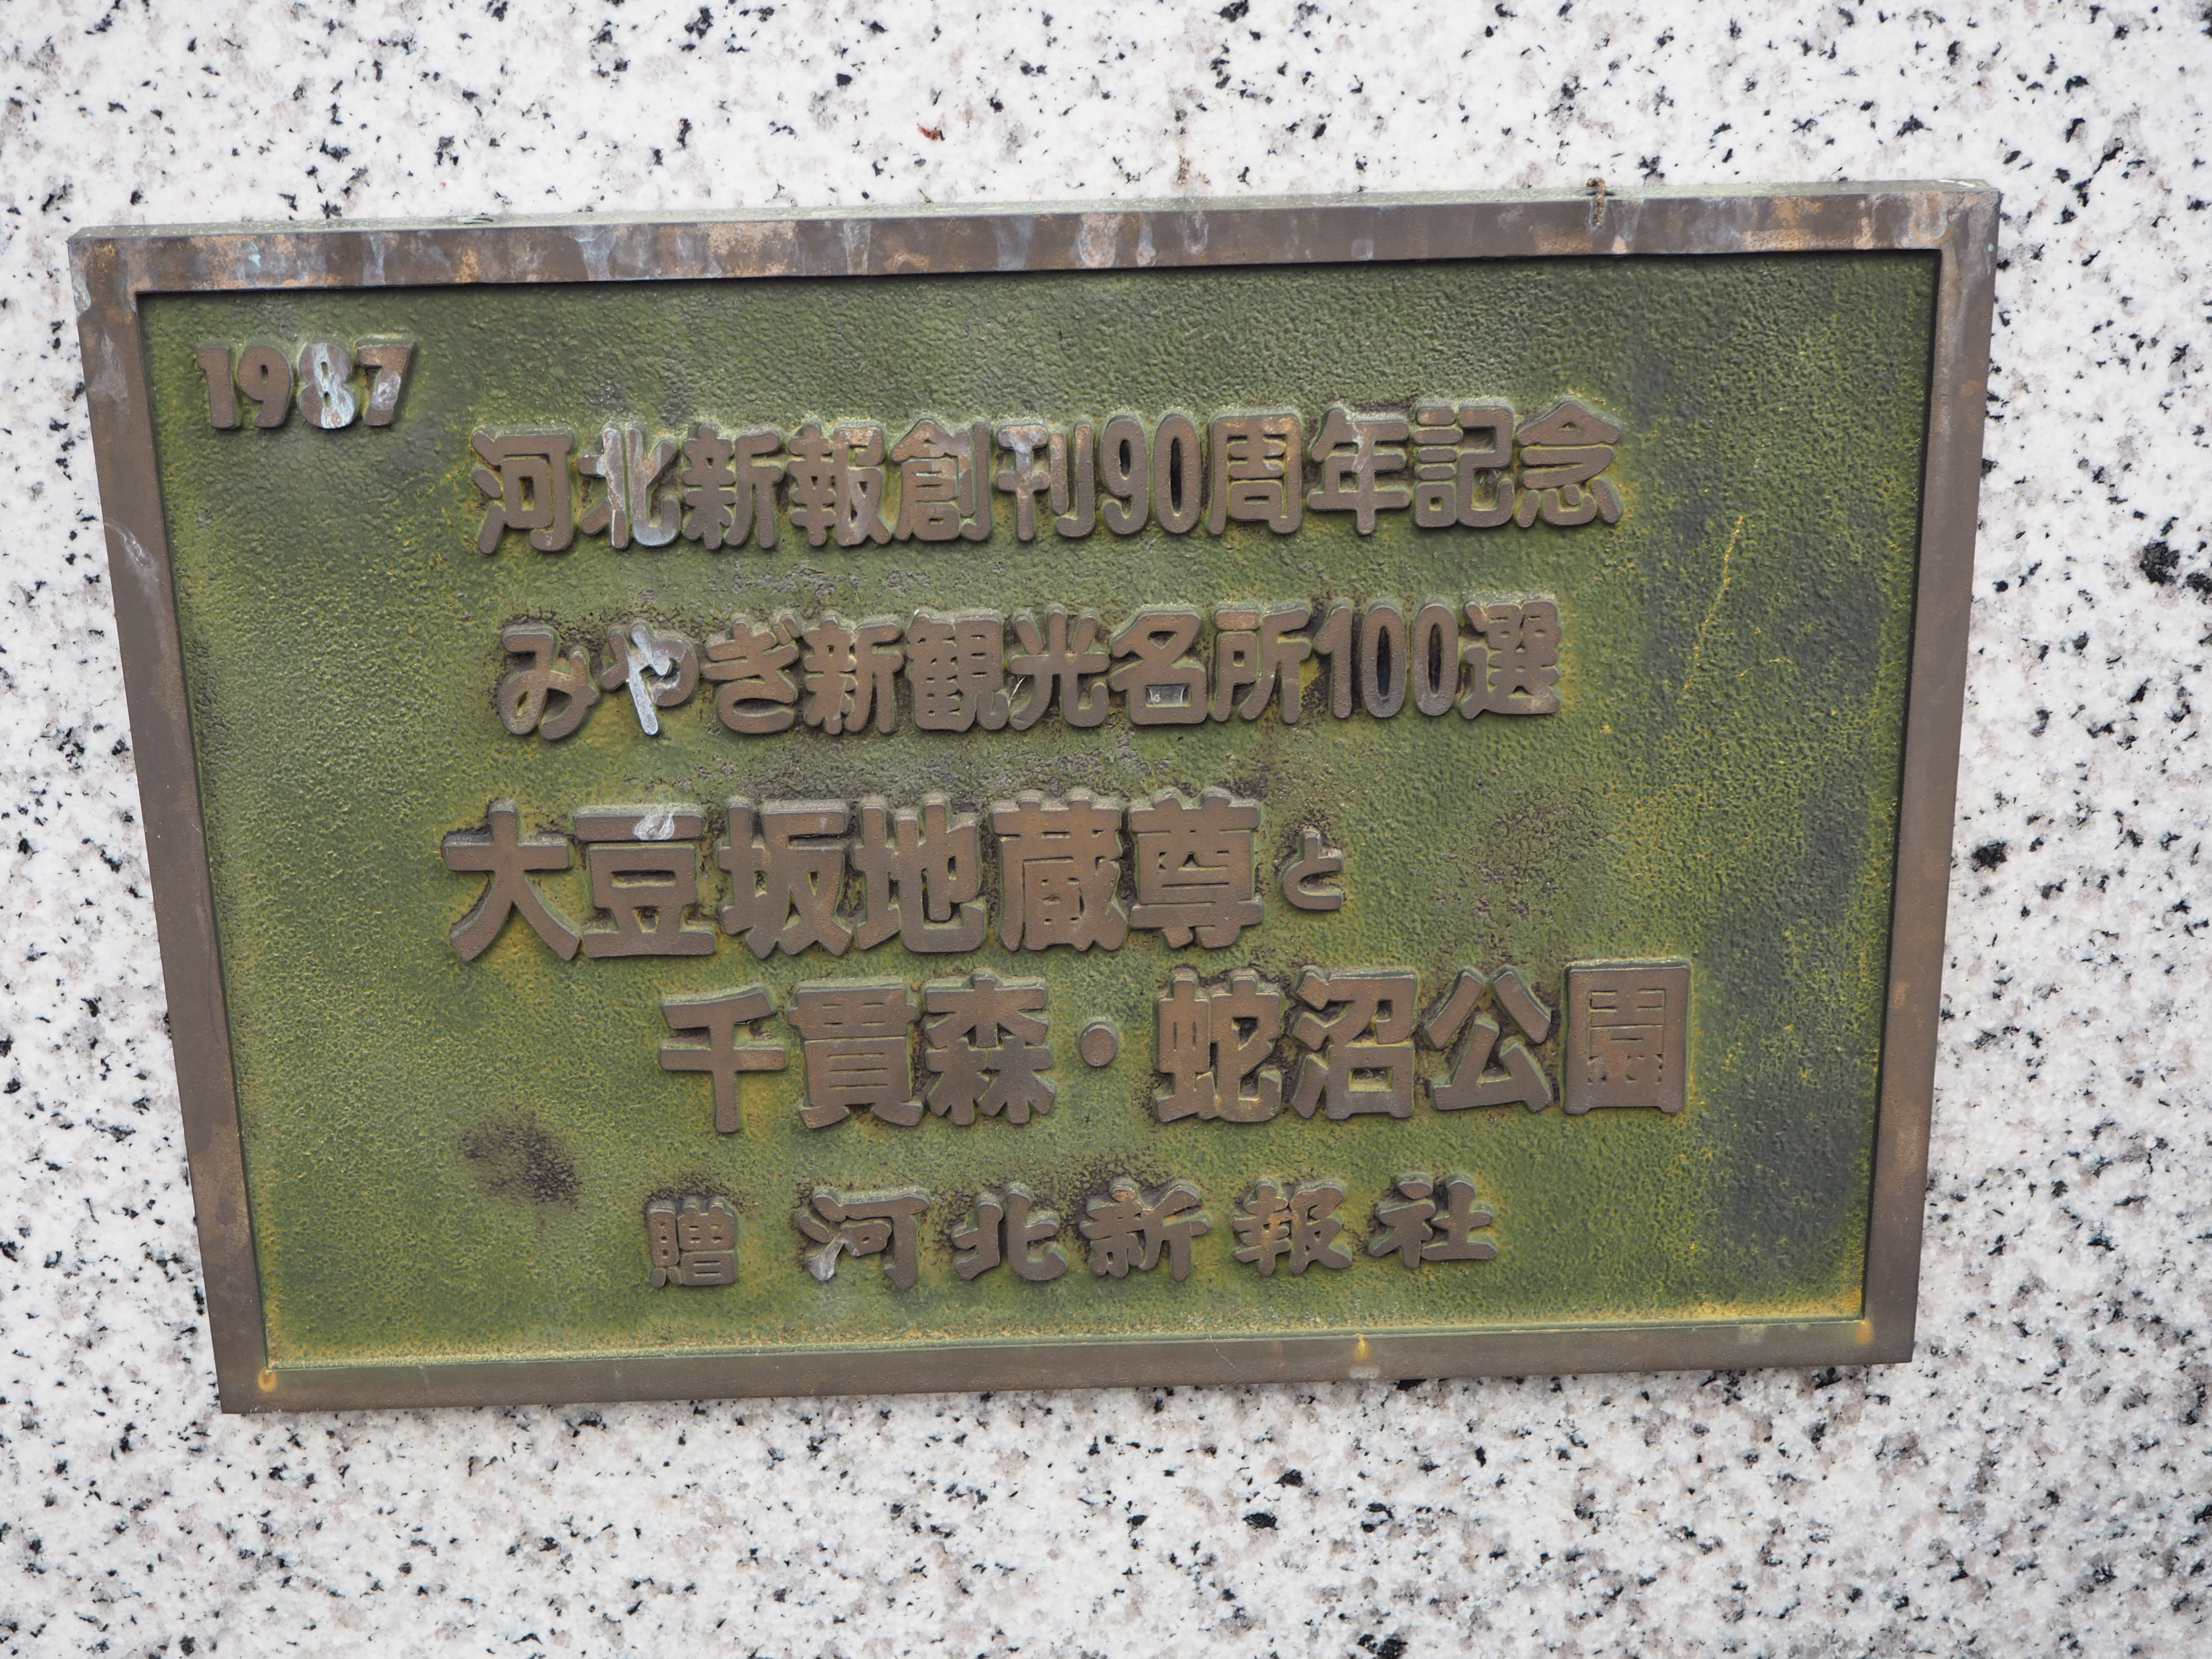 1987
河北新報創刊90周年記念
みやぎ新観光名所100選
大豆坂地蔵尊と
千貫森・蛇沼公園
贈 河北新報社